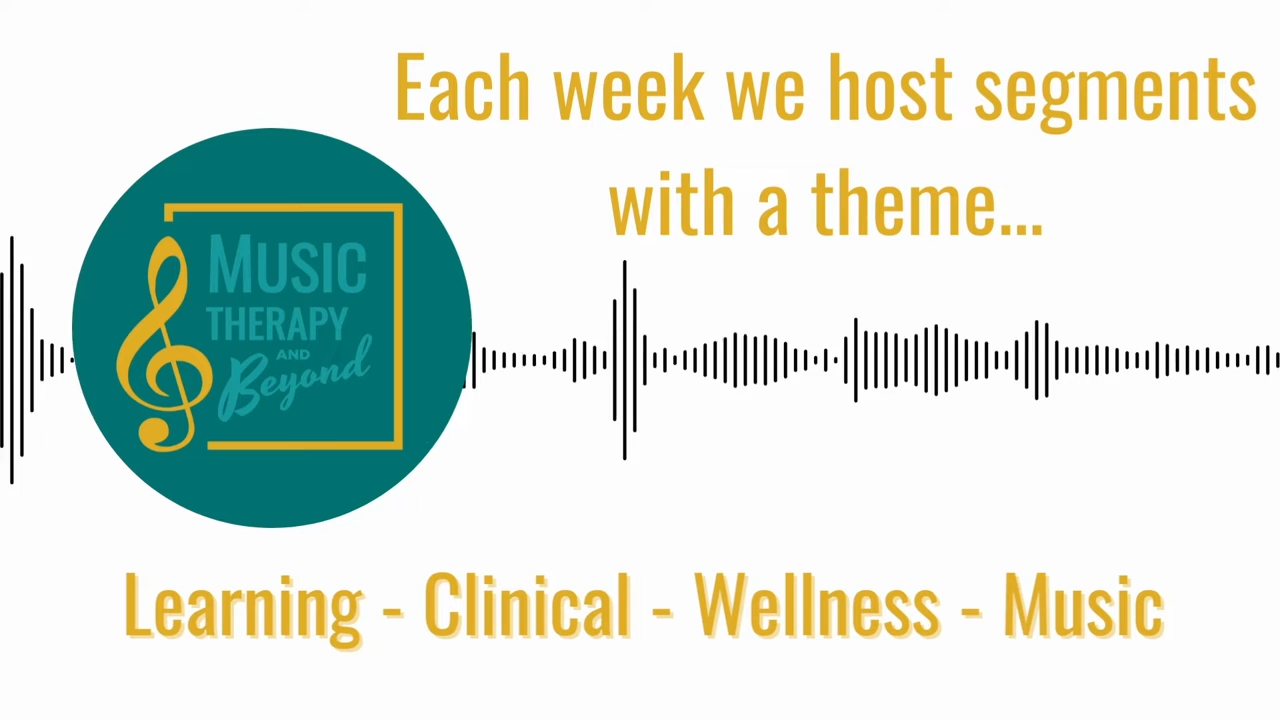 Each week we host segments
with a theme...
MUSIC
THERAPY
AND
Beyond
Learning - Clinical - Wellness - Music